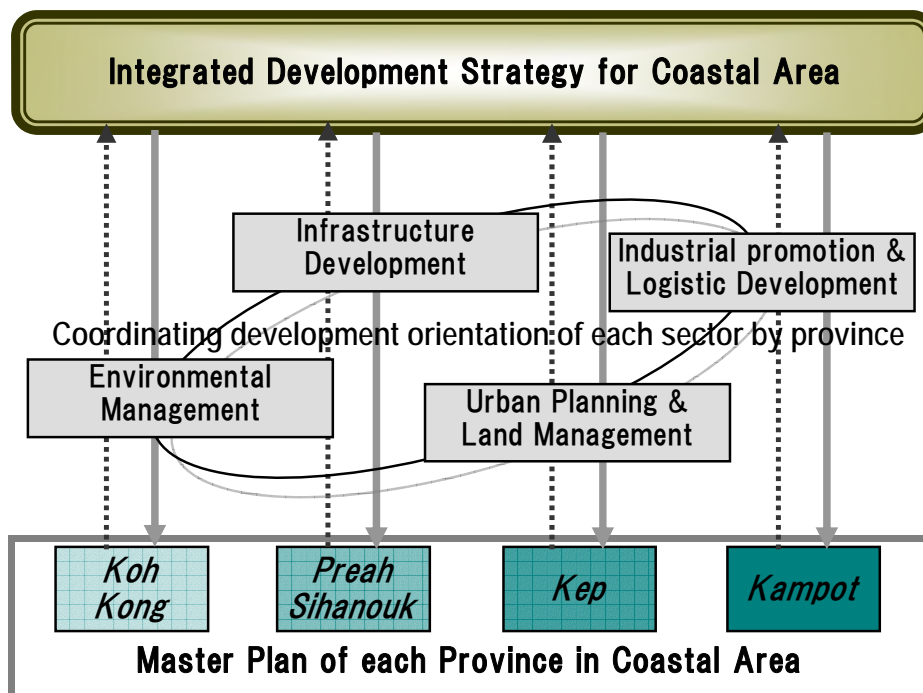 Integrated Development Strategy for Coastal Area
Infrastructure
Development
Industrial promotion &
Logistic Development
Coordinating development orientation of each sector by province
Environmental
Management
Urban Planning &
Land Management
Koh
Kong
Preah
Sihanouk
Kep
Kampot
Master Plan of each Province in Coastal Area